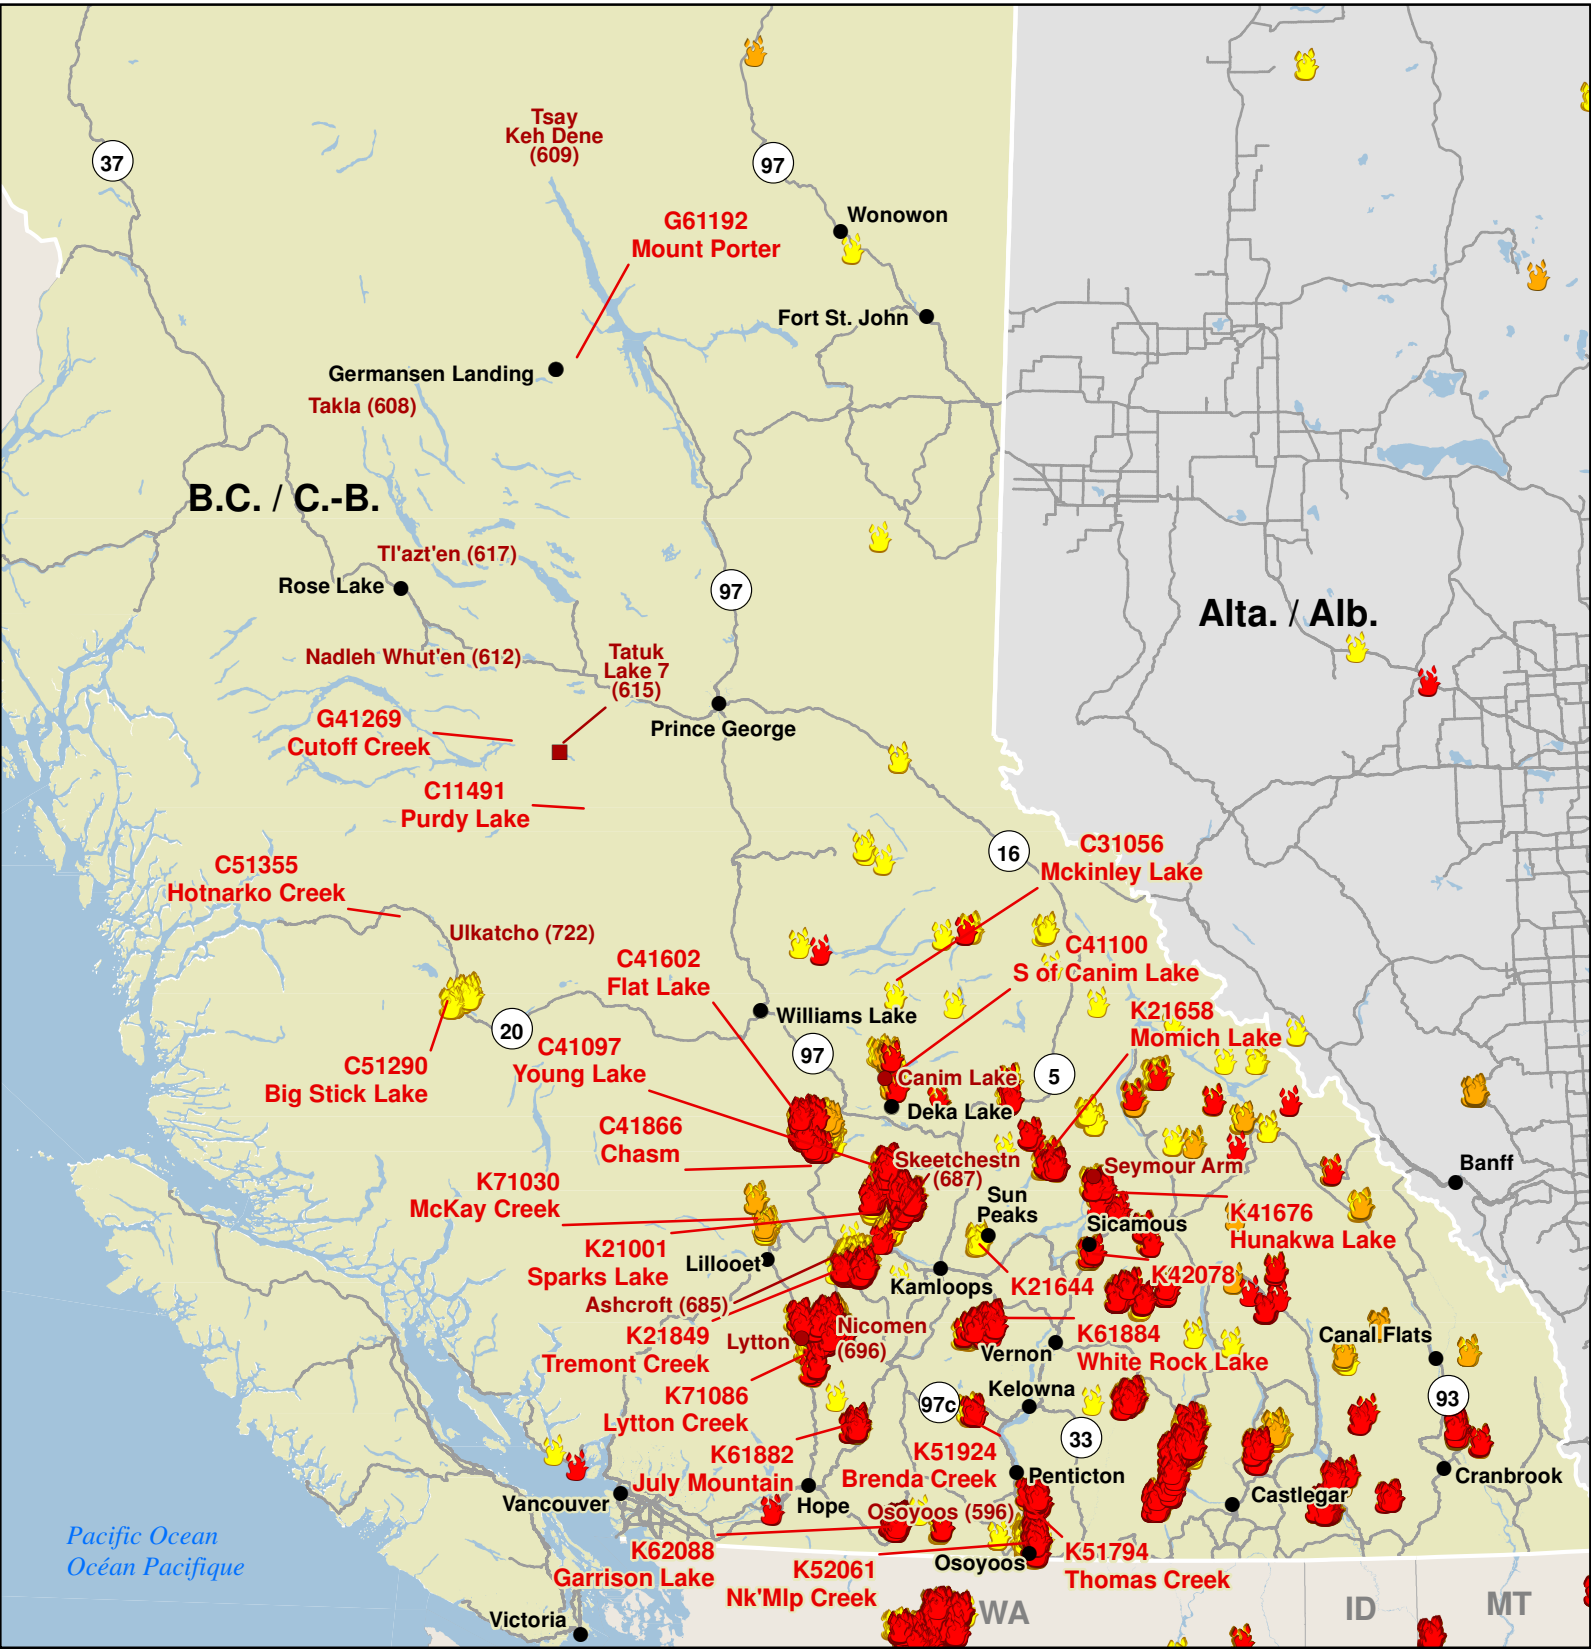 Tsay
Keh Dene
(609)
37
97
G61192
Mount Porter
Wonowon
Fort St. John
Germansen Landing
Takla (608)
B.C. / C.-B.
Tl'azt'en (617)
Rose Lake
97
Alta. / Alb.
Nadleh Whut'en (612)
Tatuk
Lake 7
(615)
G41269
Cutoff Creek
Prince George
C11491
Purdy Lake
16
C31056
Mckinley Lake
C51355
Hotnarko Creek
Ulkatcho (722)
C41602
Flat Lake
C41100
S of Canim Lake
Williams Lake
K21658
Momich Lake
20
97
C41097
Young Lake
C51290
Big Stick Lake
Canim Lake
5
Deka Lake
C41866
Chasm
Skeetchestn
(687)
Seymour Arm
Banff
K71030
McKay Creek
Sun
Peaks
Sicamous
K41676
Hunakwa Lake
K21001
Sparks Lake
Lillooet
Kamloops
K21644
K42078
Ashcroft (685)
K21849
Tremont Creek
Lytton
Nicomen
(696)
Vernon
K61884
White Rock Lake
Canal Flats
K71086
Lytton Creek
97c
Kelowna
93
33
K61882
July Mountain
K51924
Brenda Creek
Penticton
Cranbrook
Castlegar
Vancouver
Hope
Osoyoos (596)
Pacific Ocean
Océan Pacifique
K62088
Garrison Lake
K52061
Nk'Mlp Creek
Osoyoos
K51794
Thomas Creek
Victoria
WA
ID
MT